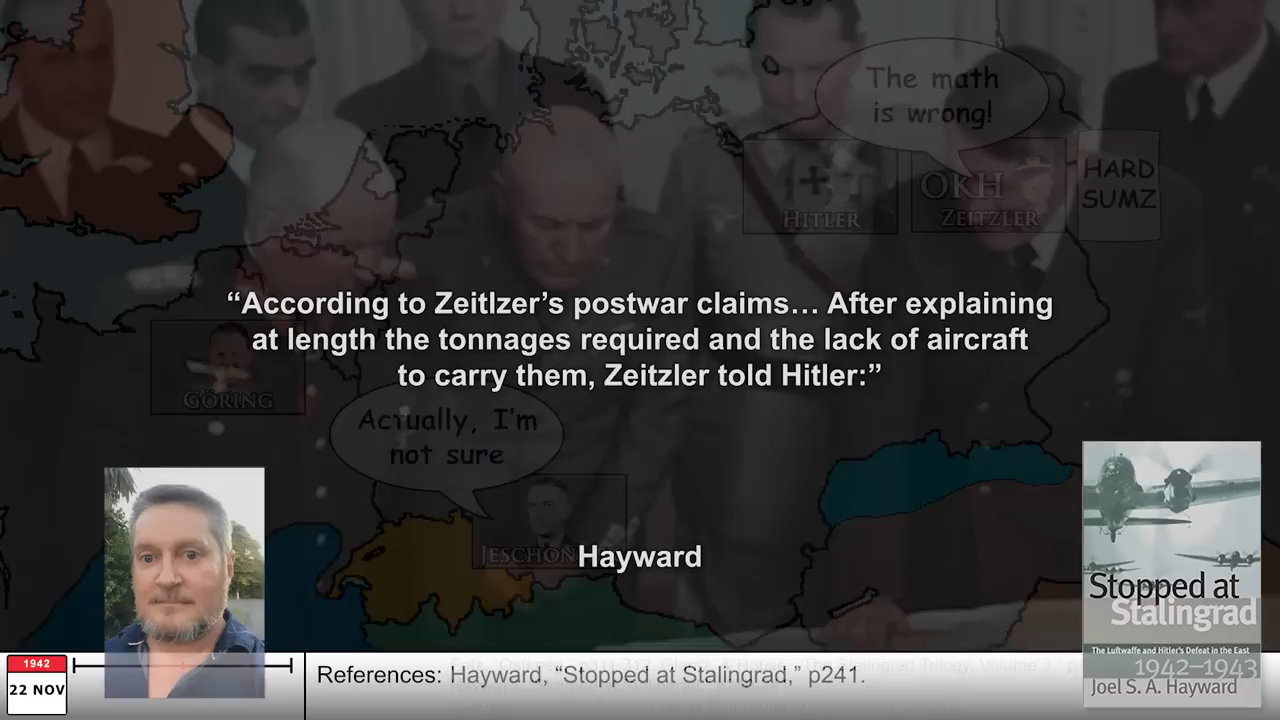 The math
is wrong!
HITLER
OKH
ZEITZLER
HARD
SUMZ
“According to Zeitlzer’s postwar claims… After explaining
at length the tonnages required and the lack of aircraft
to carry them, Zeitzler told Hitler:”
GÖRING
Actually, I’m
not sure
JESCHON
Hayward
Stopped at
Stalingrad
The Luftwaffe and Hitler’s Defeat in the East
1942–1943
Joel S. A. Hayward
1942
22 NOV
References: Hayward, “Stopped at Stalingrad,” p241.